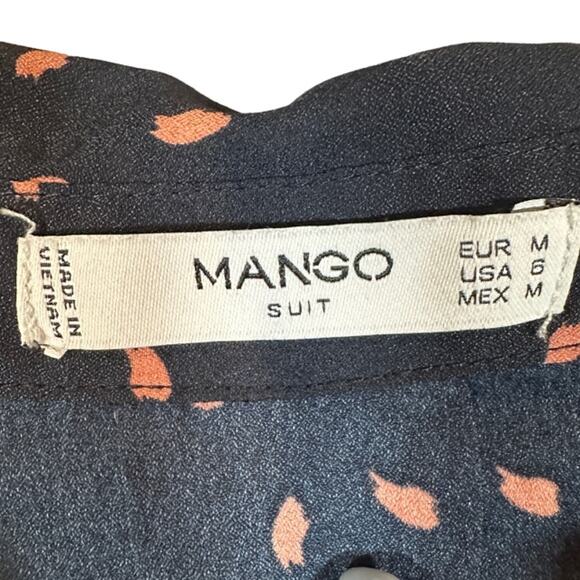 MADE IN
VIETNAM
MANGO
SUIT
EUR M
USA 6
MEX M